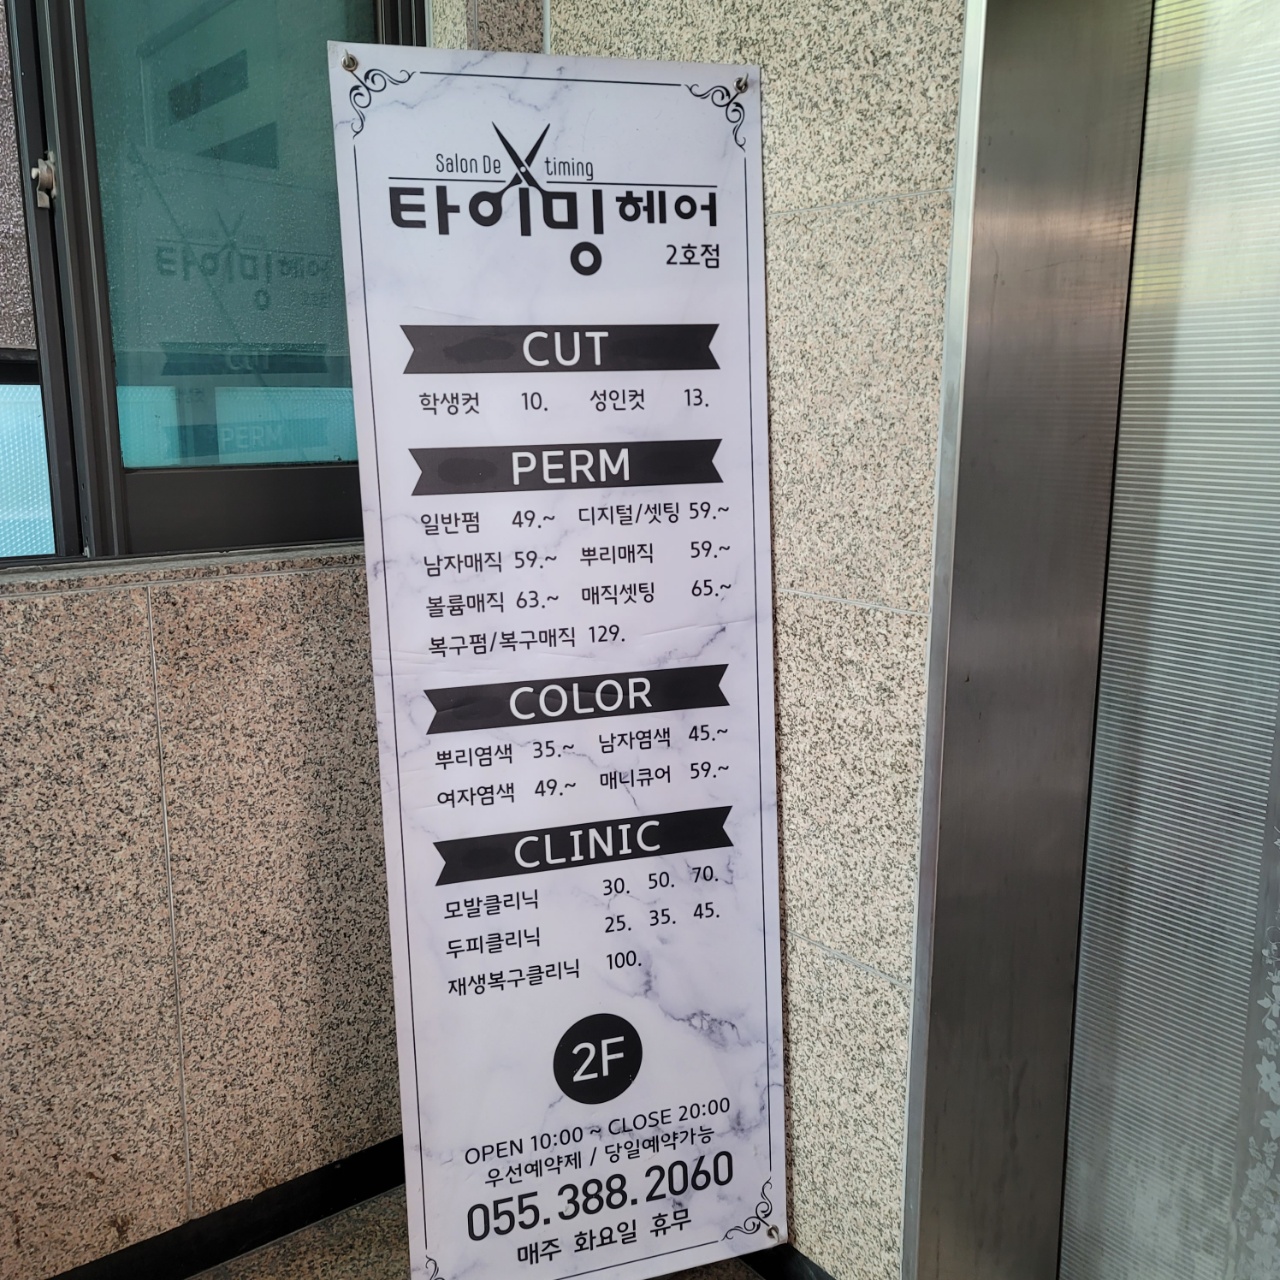 Salon De timing
타이밍헤어
2호점
CUT
학생컷 10. 성인컷 13.
PERM
일반펌 49.~ 디지털/셋팅 59.~
남자매직 59.~ 뿌리매직 59.~
볼륨매직 63.~ 매직셋팅 65.~
복구펌/복구매직 129.
COLOR
뿌리염색 35.~ 남자염색 45.~
여자염색 49.~ 매니큐어 59.~
CLINIC
모발클리닉 30. 50. 70.
두피클리닉 25. 35. 45.
재생복구클리닉 100.
2F
OPEN 10:00 ~ CLOSE 20:00
우선예약제 / 당일예약가능
055.388.2060
매주 화요일 휴무